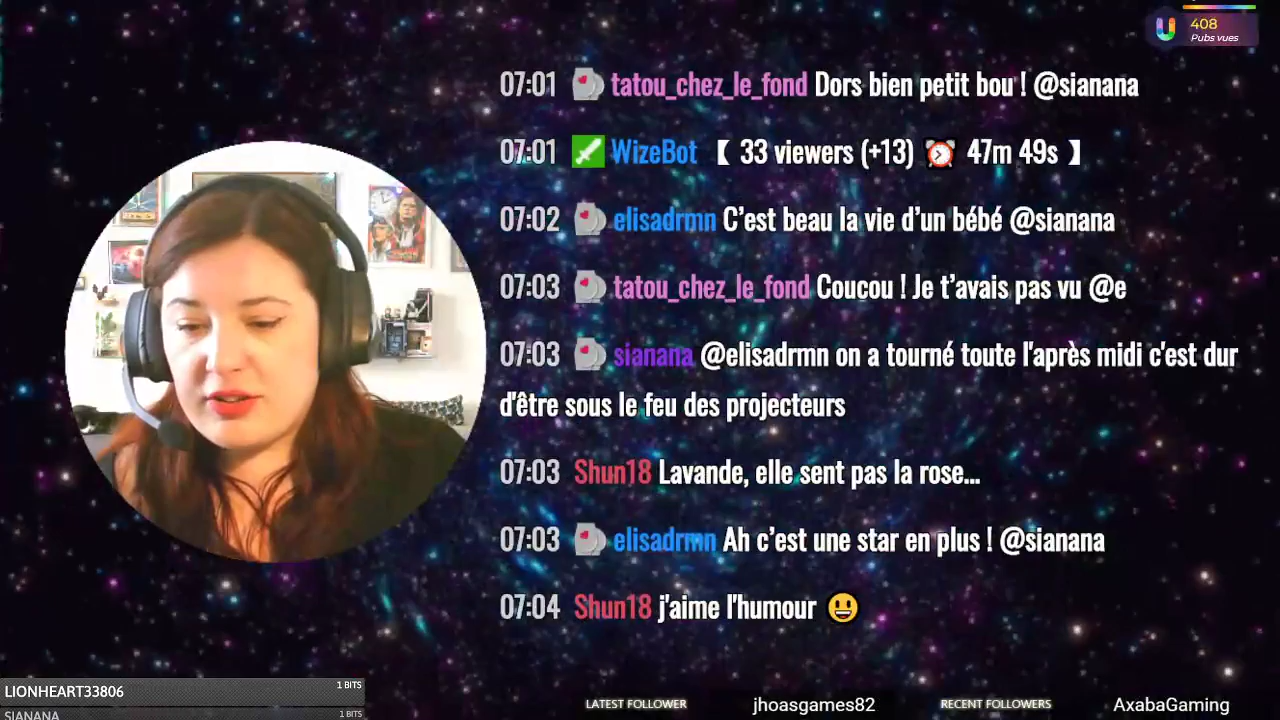 408
Pubs vues
07:01 tatou_chez_le_fond Dors bien petit bou ! @sianana
07:01 WizeBot 【 33 viewers (+13) ⏰ 47m 49s 】
07:02 elisadrmn C’est beau la vie d’un bébé @sianana
07:03 tatou_chez_le_fond Coucou ! Je t’avais pas vu @e
07:03 sianana @elisadrmn on a tourné toute l'après midi c'est dur
d'être sous le feu des projecteurs
07:03 Shun18 Lavande, elle sent pas la rose...
07:03 elisadrmn Ah c’est une star en plus ! @sianana
07:04 Shun18 j'aime l'humour 😃
LIONHEART33806 1 BITS
SIANANA 1 BITS
LATEST FOLLOWER jhoasgames82 RECENT FOLLOWERS AxabaGaming